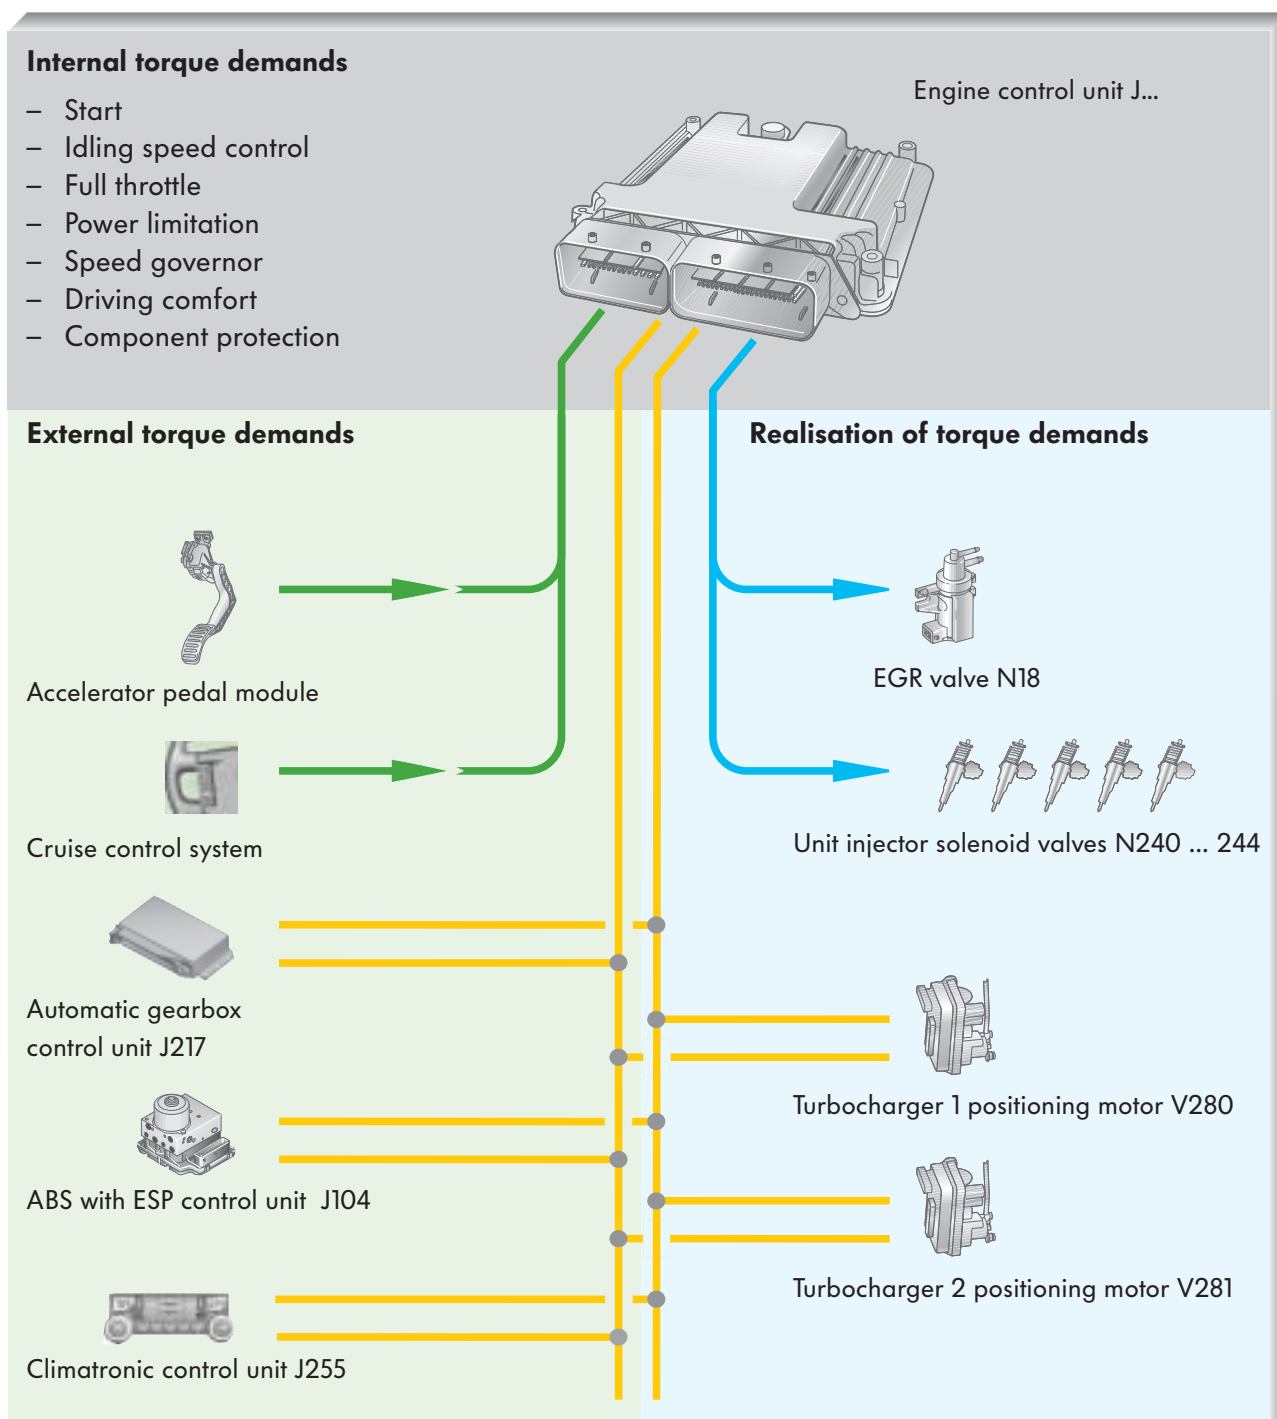 Internal torque demands
Engine control unit J...
– Start
– Idling speed control
– Full throttle
– Power limitation
– Speed governor
– Driving comfort
– Component protection
External torque demands
Realisation of torque demands
Accelerator pedal module
EGR valve N18
Cruise control system
Unit injector solenoid valves N240 ... 244
Automatic gearbox
control unit J217
Turbocharger 1 positioning motor V280
ABS with ESP control unit J104
Turbocharger 2 positioning motor V281
Climatronic control unit J255